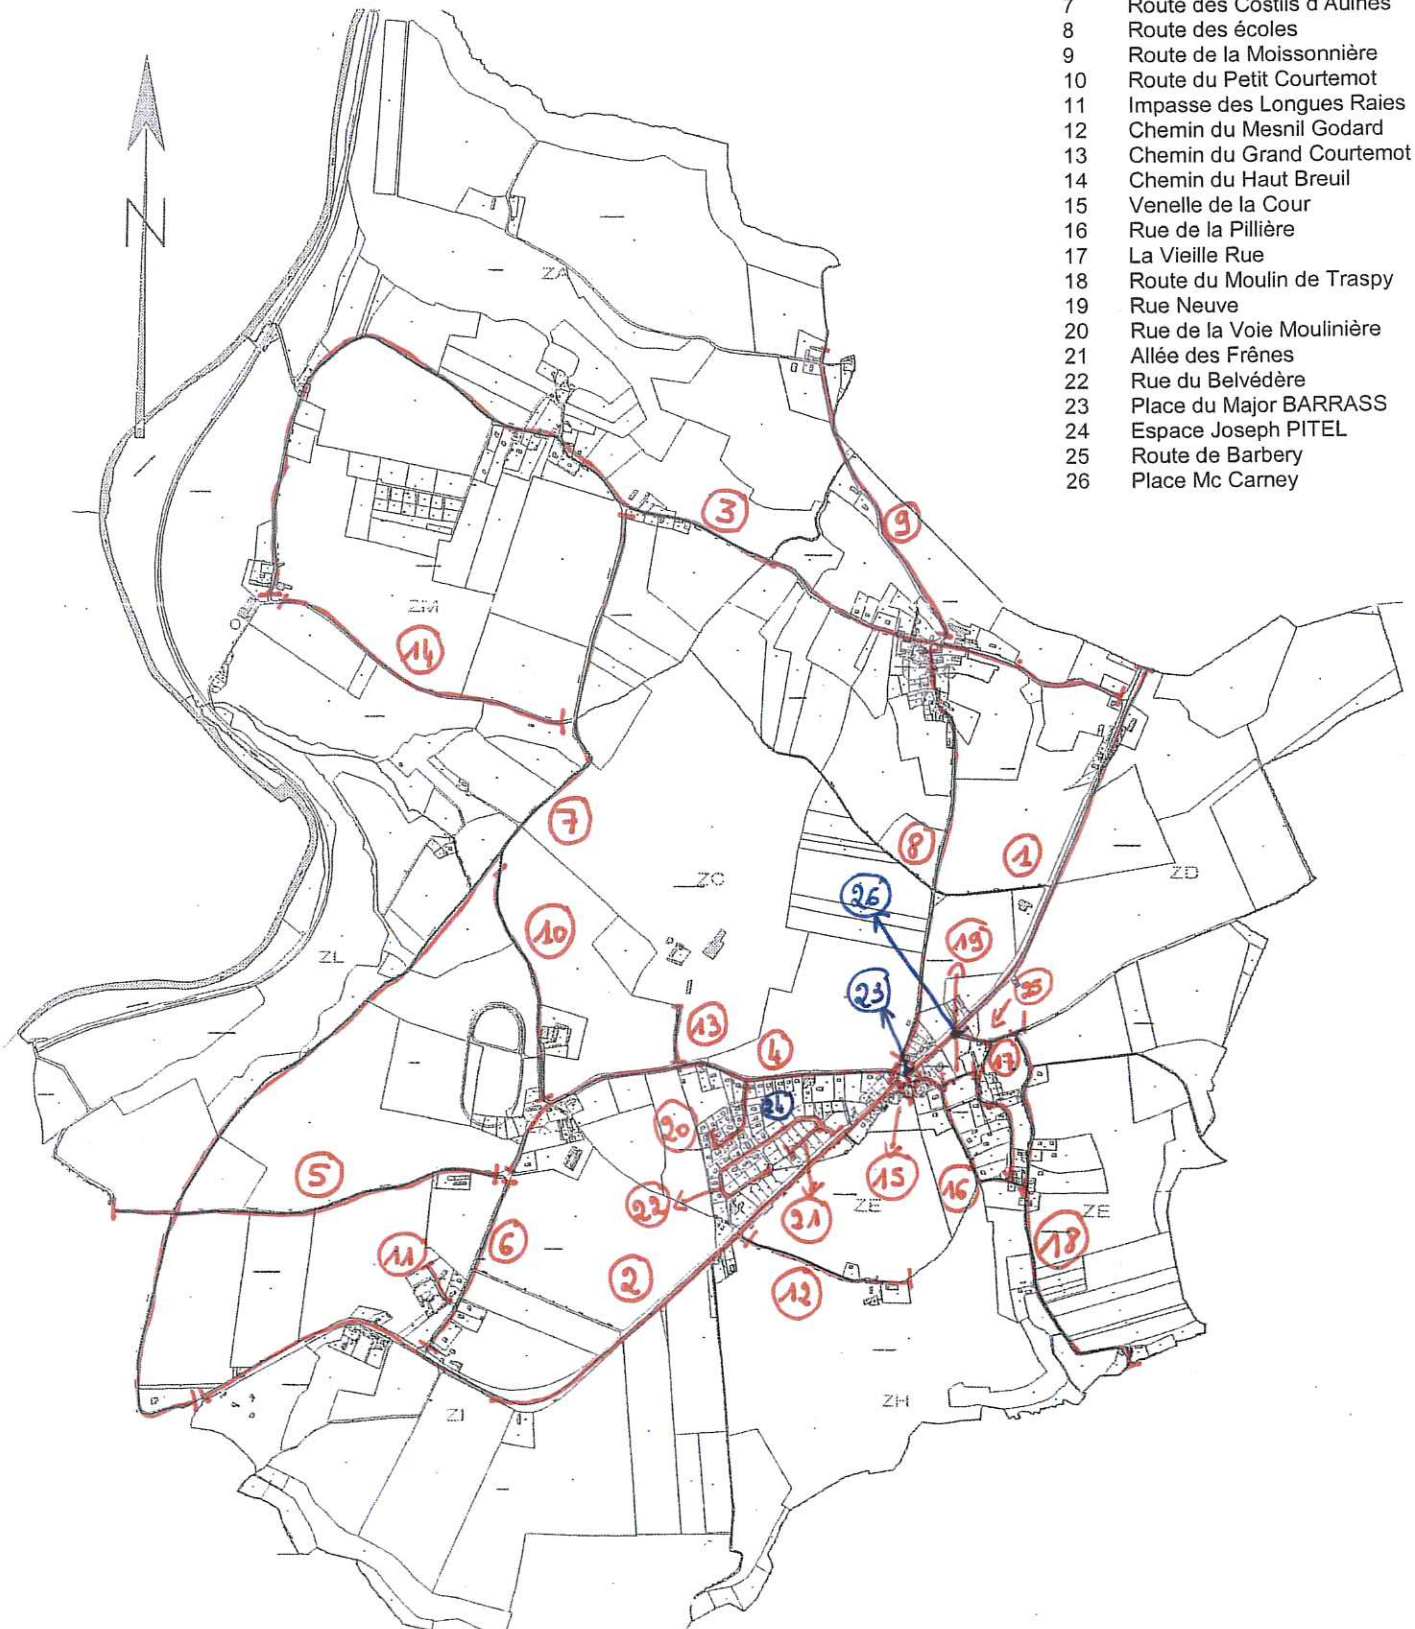 7 Route des Costils d'Aulnes
8 Route des écoles
9 Route de la Moissonnière
10 Route du Petit Courtemot
11 Impasse des Longues Raies
12 Chemin du Mesnil Godard
13 Chemin du Grand Courtemot
14 Chemin du Haut Breuil
15 Venelle de la Cour
16 Rue de la Pillière
17 La Vieille Rue
18 Route du Moulin de Traspy
19 Rue Neuve
20 Rue de la Voie Moulinière
21 Allée des Frênes
22 Rue du Belvédère
23 Place du Major BARRASS
24 Espace Joseph PITEL
25 Route de Barbery
26 Place Mc Carney
N
ZA
3
9
ZM
14
7
8
1
ZO
ZD
26
10
19
ZL
23
25
13
4
17
24
20
5
15
16
22
21
ZE
ZE
11
6
18
2
12
ZH
ZI